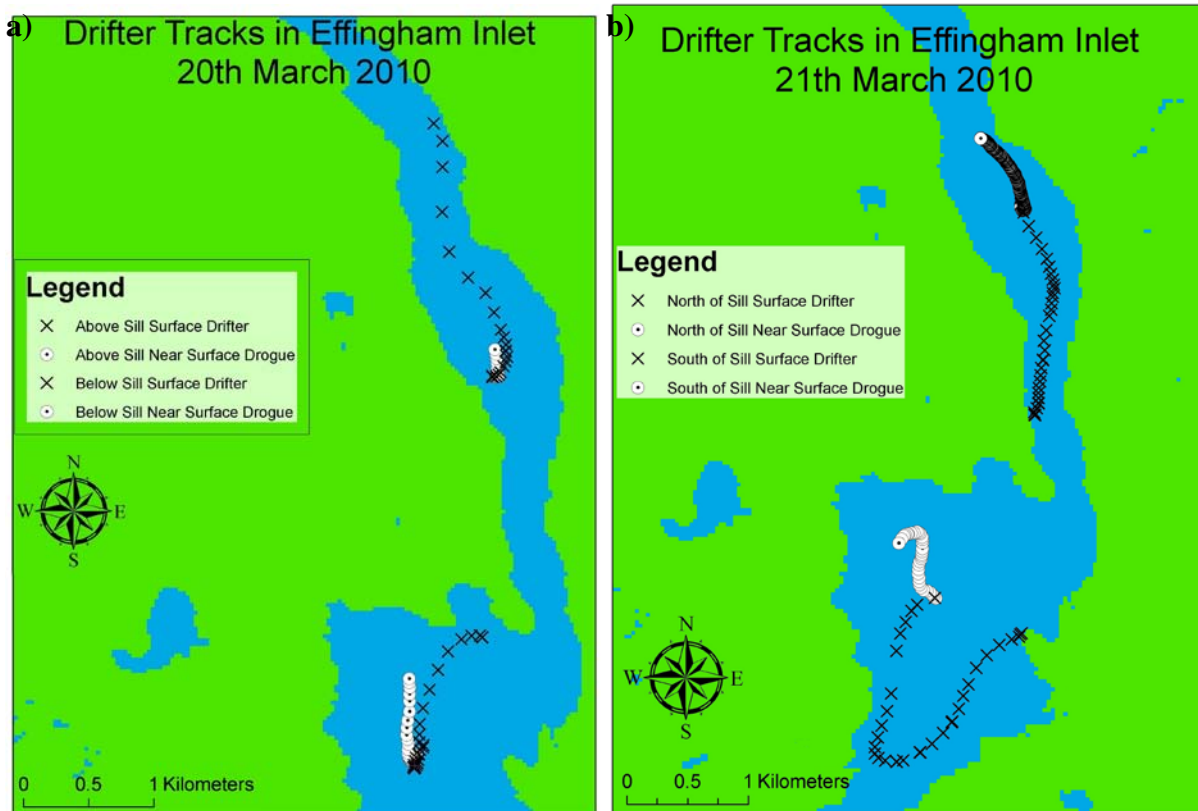 a)
Drifter Tracks in Effingham Inlet
20th March 2010
Legend
Above Sill Surface Drifter
Above Sill Near Surface Drogue
Below Sill Surface Drifter
Below Sill Near Surface Drogue
N
W E
S
0 0.5 1 Kilometers
b)
Drifter Tracks in Effingham Inlet
21th March 2010
Legend
North of Sill Surface Drifter
North of Sill Near Surface Drogue
South of Sill Surface Drifter
South of Sill Near Surface Drogue
N
W E
S
0 0.5 1 Kilometers